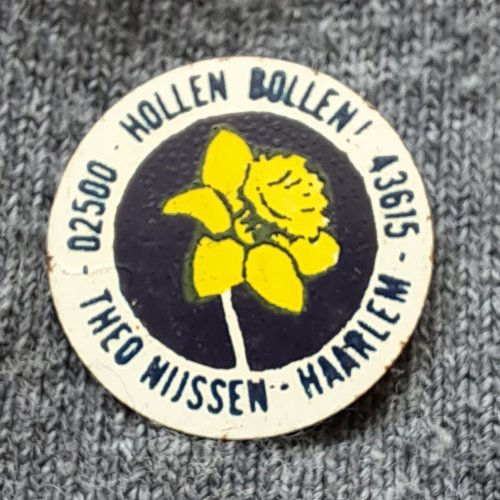 02500 - HOLLEN BOLLEN! 43615 -
THEO NIJSSEN - HAARLEM -